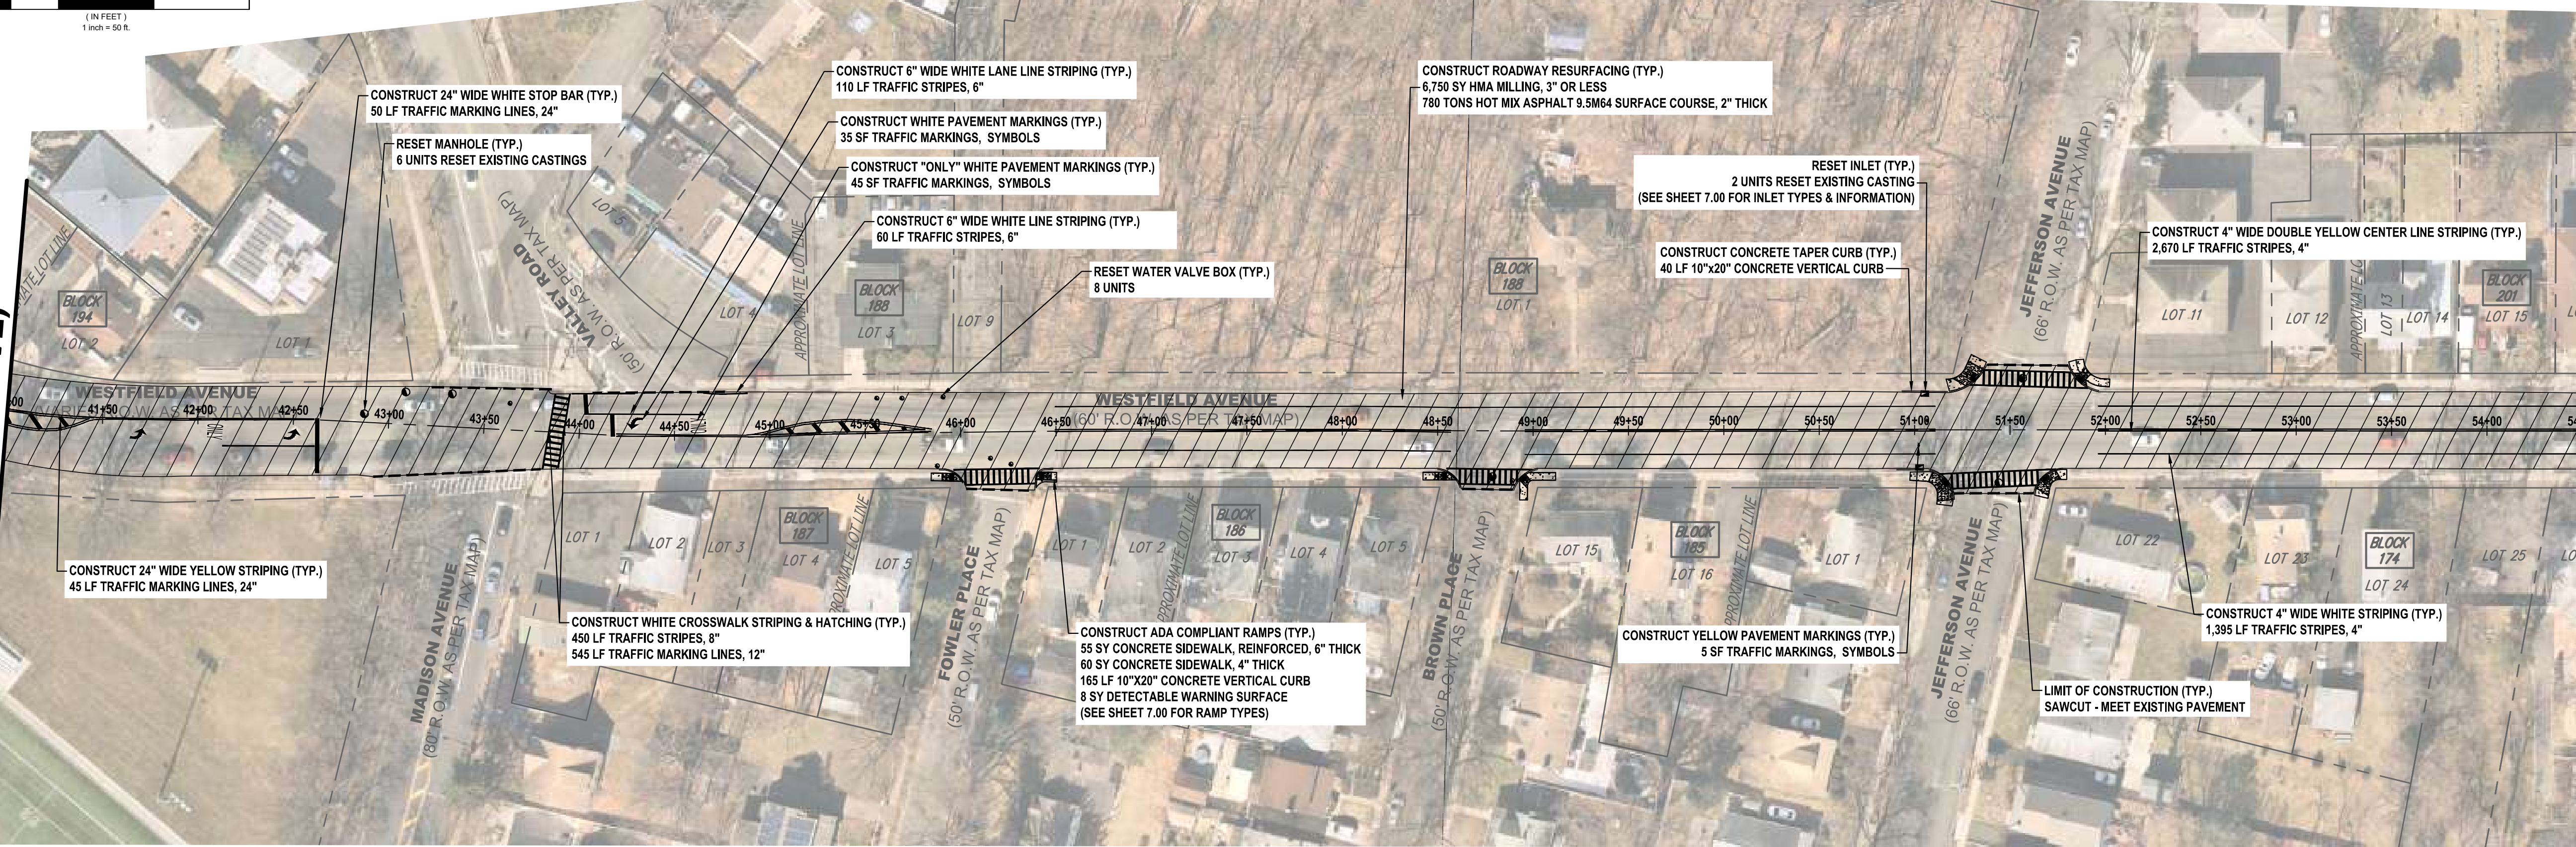 ( IN FEET )
1 inch = 50 ft.
CONSTRUCT 24" WIDE WHITE STOP BAR (TYP.)
50 LF TRAFFIC MARKING LINES, 24"
RESET MANHOLE (TYP.)
6 UNITS RESET EXISTING CASTINGS
CONSTRUCT 6" WIDE WHITE LANE LINE STRIPING (TYP.)
110 LF TRAFFIC STRIPES, 6"
CONSTRUCT WHITE PAVEMENT MARKINGS (TYP.)
35 SF TRAFFIC MARKINGS, SYMBOLS
CONSTRUCT "ONLY" WHITE PAVEMENT MARKINGS (TYP.)
45 SF TRAFFIC MARKINGS, SYMBOLS
CONSTRUCT 6" WIDE WHITE LINE STRIPING (TYP.)
60 LF TRAFFIC STRIPES, 6"
RESET WATER VALVE BOX (TYP.)
8 UNITS
CONSTRUCT ROADWAY RESURFACING (TYP.)
6,750 SY HMA MILLING, 3" OR LESS
780 TONS HOT MIX ASPHALT 9.5M64 SURFACE COURSE, 2" THICK
RESET INLET (TYP.)
2 UNITS RESET EXISTING CASTING
(SEE SHEET 7.00 FOR INLET TYPES & INFORMATION)
CONSTRUCT CONCRETE TAPER CURB (TYP.)
40 LF 10"x20" CONCRETE VERTICAL CURB
CONSTRUCT 4" WIDE DOUBLE YELLOW CENTER LINE STRIPING (TYP.)
2,670 LF TRAFFIC STRIPES, 4"
VALLEY ROAD
(50' R.O.W. AS PER TAX MAP)
JEFFERSON AVENUE
(66' R.O.W. AS PER TAX MAP)
LOT LINE
BLOCK
194
LOT 2
LOT 1
LOT 5
LOT 4
APPROXIMATE LOT LINE
BLOCK
188
LOT 3
LOT 9
BLOCK
188
LOT 1
LOT 11
LOT 12
APPROXIMATE
LOT 13
LOT 14
BLOCK
201
LOT 15
WESTFIELD AVENUE
R.O.W. AS PER TAX MAP
WESTFIELD AVENUE
(60' R.O.W. AS PER TAX MAP)
41+50
42+00
42+50
43+00
43+50
44+00
44+50
45+00
45+50
46+00
46+50
47+00
47+50
48+00
48+50
49+00
49+50
50+00
50+50
51+00
51+50
52+00
52+50
53+00
53+50
54+00
ONLY
ONLY
MADISON AVENUE
(80' R.O.W. AS PER TAX MAP)
LOT 1
LOT 2
LOT 3
BLOCK
187
LOT 4
APPROXIMATE LOT LINE
LOT 5
FOWLER PLACE
(50' R.O.W. AS PER TAX MAP)
LOT 1
LOT 2
APPROXIMATE LOT LINE
BLOCK
186
LOT 3
LOT 4
LOT 5
BROWN PLACE
(50' R.O.W. AS PER TAX MAP)
LOT 15
BLOCK
185
LOT 16
APPROXIMATE LOT LINE
LOT 1
JEFFERSON AVENUE
(66' R.O.W. AS PER TAX MAP)
LOT 22
LOT 23
BLOCK
174
LOT 24
LOT 25
CONSTRUCT 24" WIDE YELLOW STRIPING (TYP.)
45 LF TRAFFIC MARKING LINES, 24"
CONSTRUCT WHITE CROSSWALK STRIPING & HATCHING (TYP.)
450 LF TRAFFIC STRIPES, 8"
545 LF TRAFFIC MARKING LINES, 12"
CONSTRUCT ADA COMPLIANT RAMPS (TYP.)
55 SY CONCRETE SIDEWALK, REINFORCED, 6" THICK
60 SY CONCRETE SIDEWALK, 4" THICK
165 LF 10"X20" CONCRETE VERTICAL CURB
8 SY DETECTABLE WARNING SURFACE
(SEE SHEET 7.00 FOR RAMP TYPES)
CONSTRUCT YELLOW PAVEMENT MARKINGS (TYP.)
5 SF TRAFFIC MARKINGS, SYMBOLS
CONSTRUCT 4" WIDE WHITE STRIPING (TYP.)
1,395 LF TRAFFIC STRIPES, 4"
LIMIT OF CONSTRUCTION (TYP.)
SAWCUT - MEET EXISTING PAVEMENT